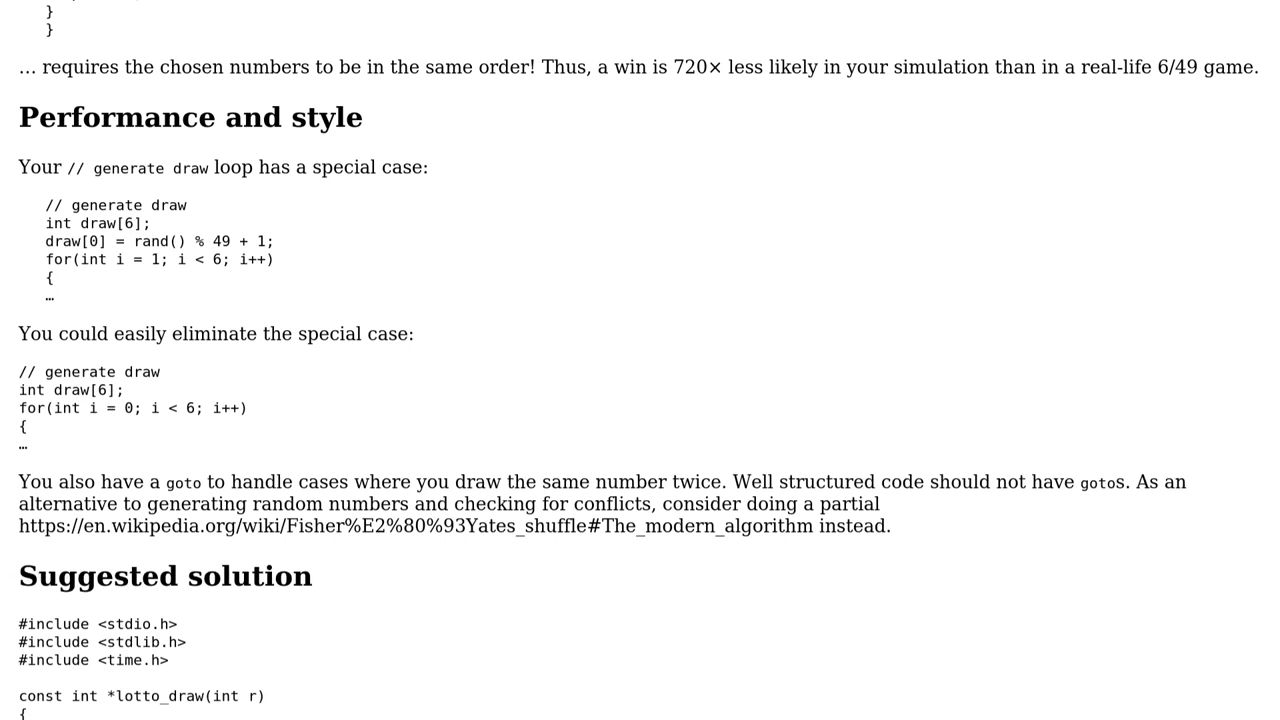 }
}
… requires the chosen numbers to be in the same order! Thus, a win is 720× less likely in your simulation than in a real-life 6/49 game.
Performance and style
Your // generate draw loop has a special case:
// generate draw
int draw[6];
draw[0] = rand() % 49 + 1;
for(int i = 1; i < 6; i++)
{
…
You could easily eliminate the special case:
// generate draw
int draw[6];
for(int i = 0; i < 6; i++)
{
…
You also have a goto to handle cases where you draw the same number twice. Well structured code should not have gotos. As an
alternative to generating random numbers and checking for conflicts, consider doing a partial
https://en.wikipedia.org/wiki/Fisher%E2%80%93Yates_shuffle#The_modern_algorithm instead.
Suggested solution
#include <stdio.h>
#include <stdlib.h>
#include <time.h>
const int *lotto_draw(int r)
{